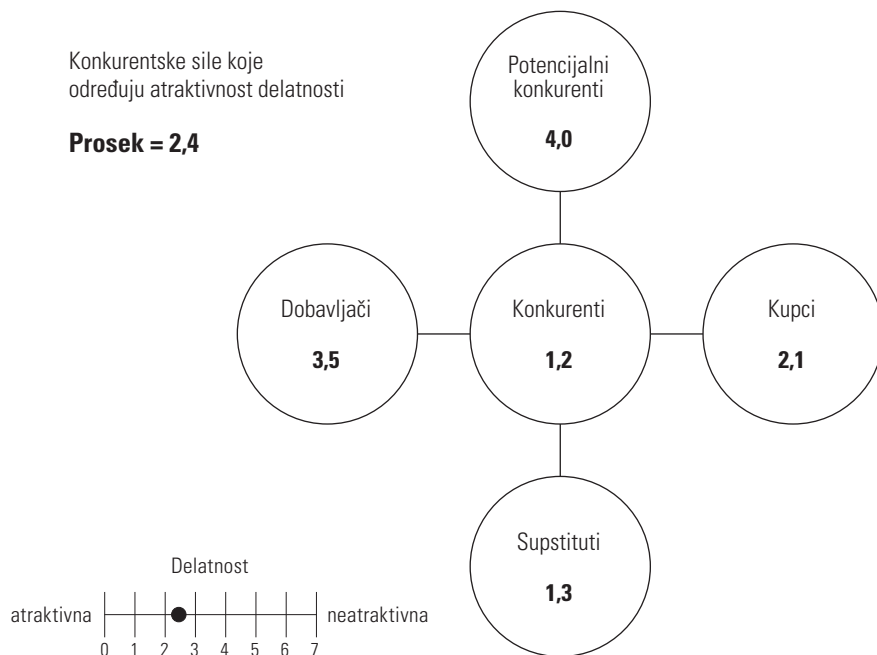 Konkurentske sile koje
određuju atraktivnost delatnosti
Prosek = 2,4
Potencijalni
konkurenti
4,0
Dobavljači
3,5
Konkurenti
1,2
Kupci
2,1
Supstituti
1,3
Delatnost
atraktivna
neatraktivna
0 1 2 3 4 5 6 7